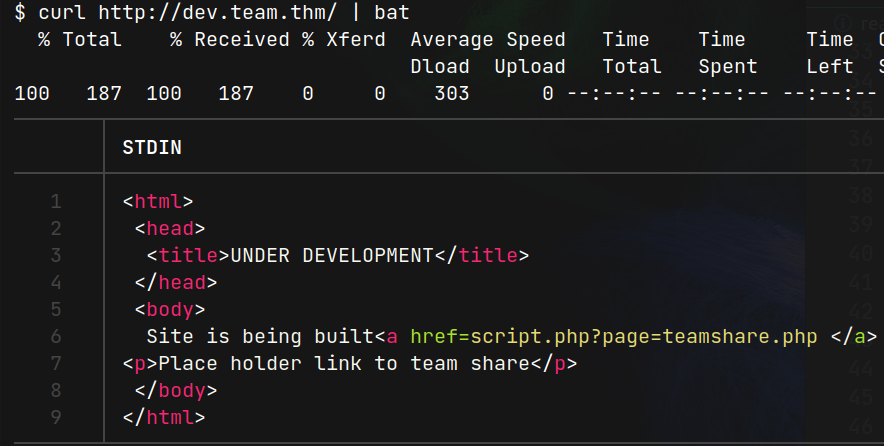 $ curl http://dev.team.thm/ | bat
% Total % Received % Xferd Average Speed Time Time Time
Dload Upload Total Spent Left
100 187 100 187 0 0 303 0 --:--:-- --:--:-- --:--:--
STDIN
1 <html>
2 <head>
3 <title>UNDER DEVELOPMENT</title>
4 </head>
5 <body>
6 Site is being built<a href=script.php?page=teamshare.php </a>
7 <p>Place holder link to team share</p>
8 </body>
9 </html>